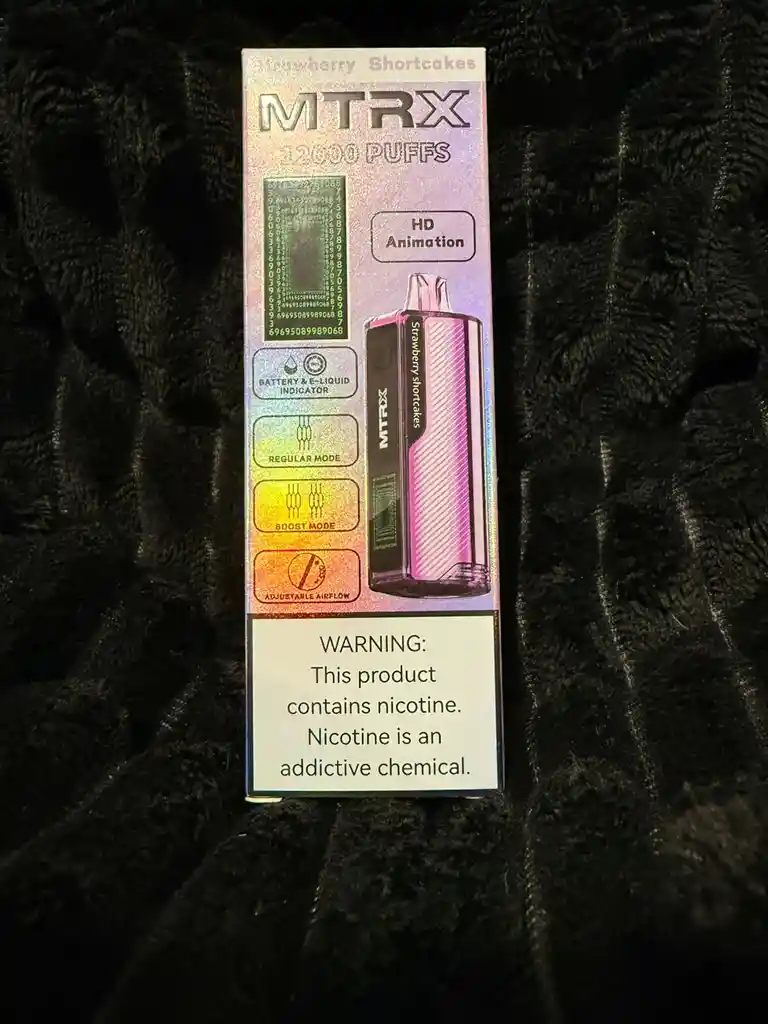 Strawberry Shortcakes
MTRX
12000 PUFFS
HD
Animation
69695089989068
BATTERY & E-LIQUID
INDICATOR
REGULAR MODE
BOOST MODE
ADJUSTABLE AIRFLOW
Strawberry shortcakes
MTRX
WARNING:
This product
contains nicotine.
Nicotine is an
addictive chemical.